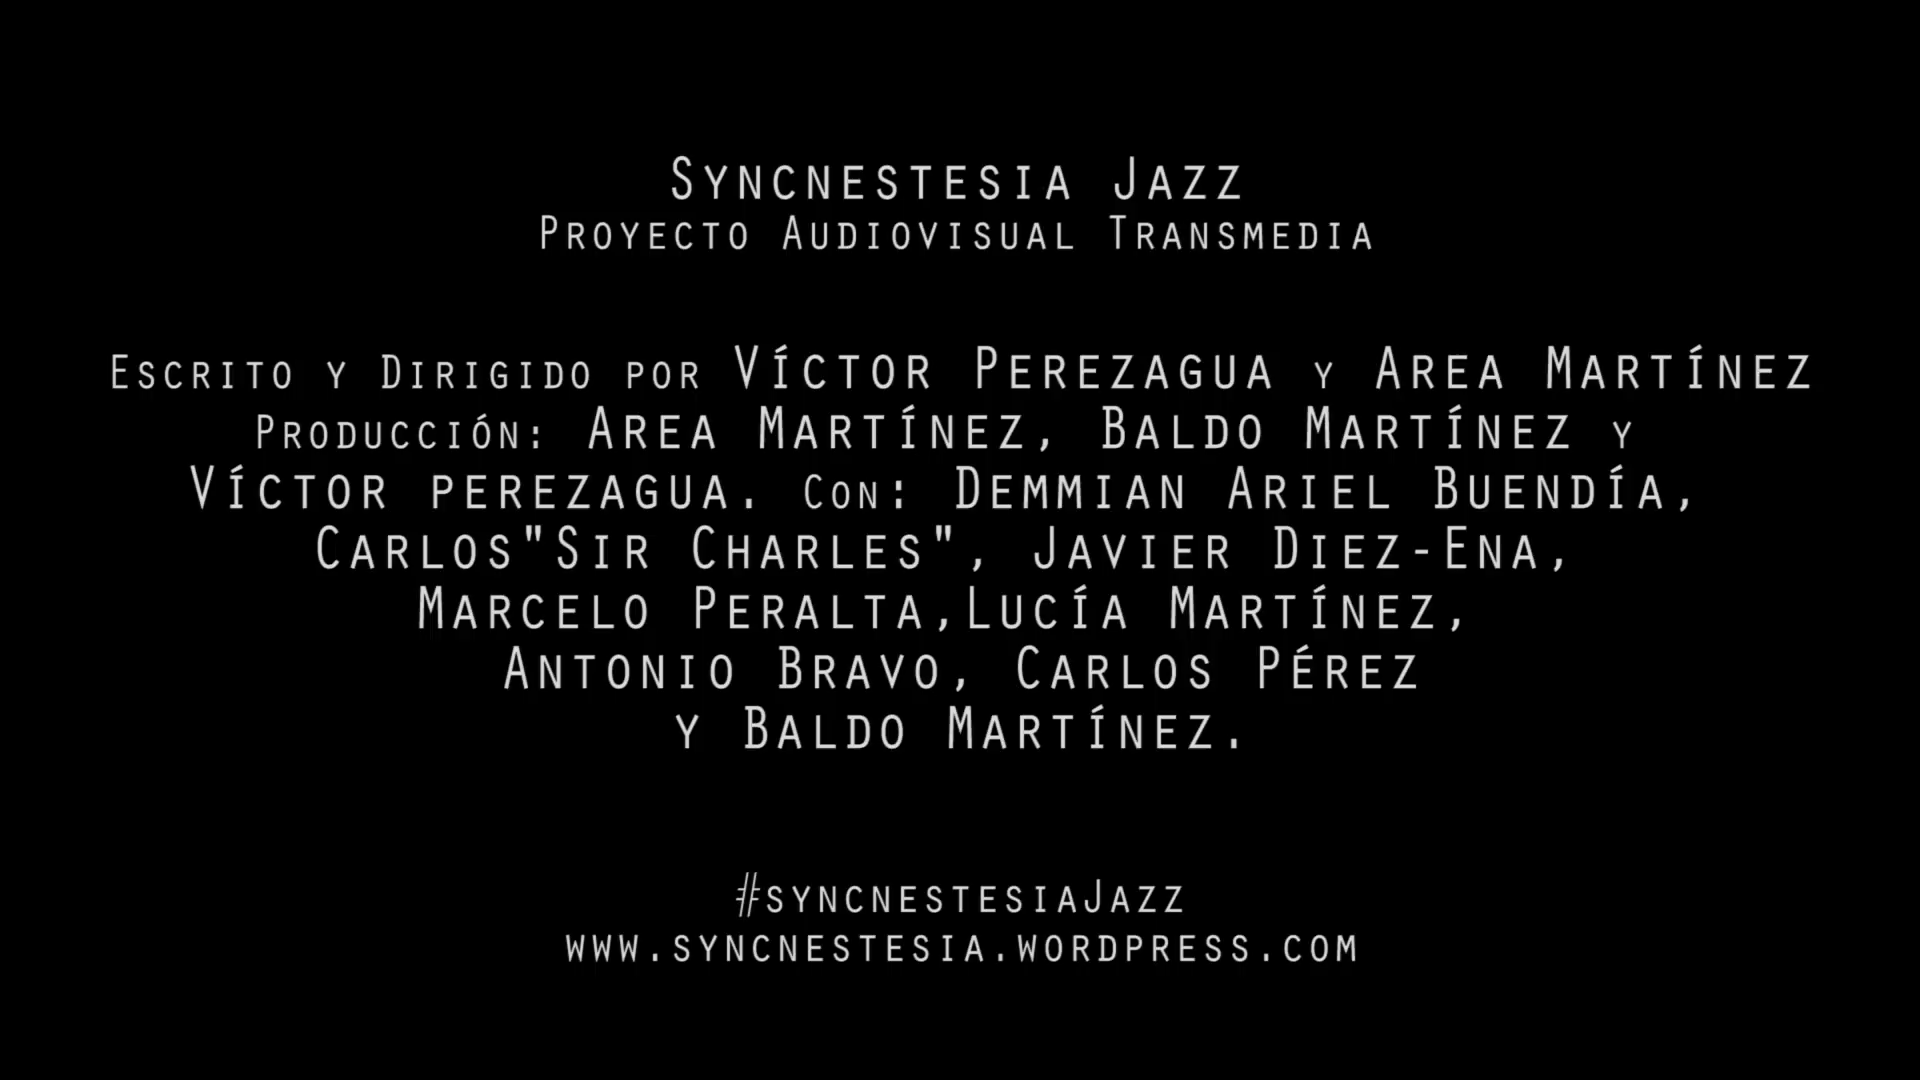 Syncnestesia Jazz
Proyecto Audiovisual Transmedia
Escrito y Dirigido por Víctor Perezagua y Area Martínez
Producción: Area Martínez, Baldo Martínez y
Víctor perezagua. Con: Demmian Ariel Buendía,
Carlos"Sir Charles", Javier Diez-Ena,
Marcelo Peralta,Lucía Martínez,
Antonio Bravo, Carlos Pérez
y Baldo Martínez.
#syncnestesiaJazz
www.syncnestesia.wordpress.com